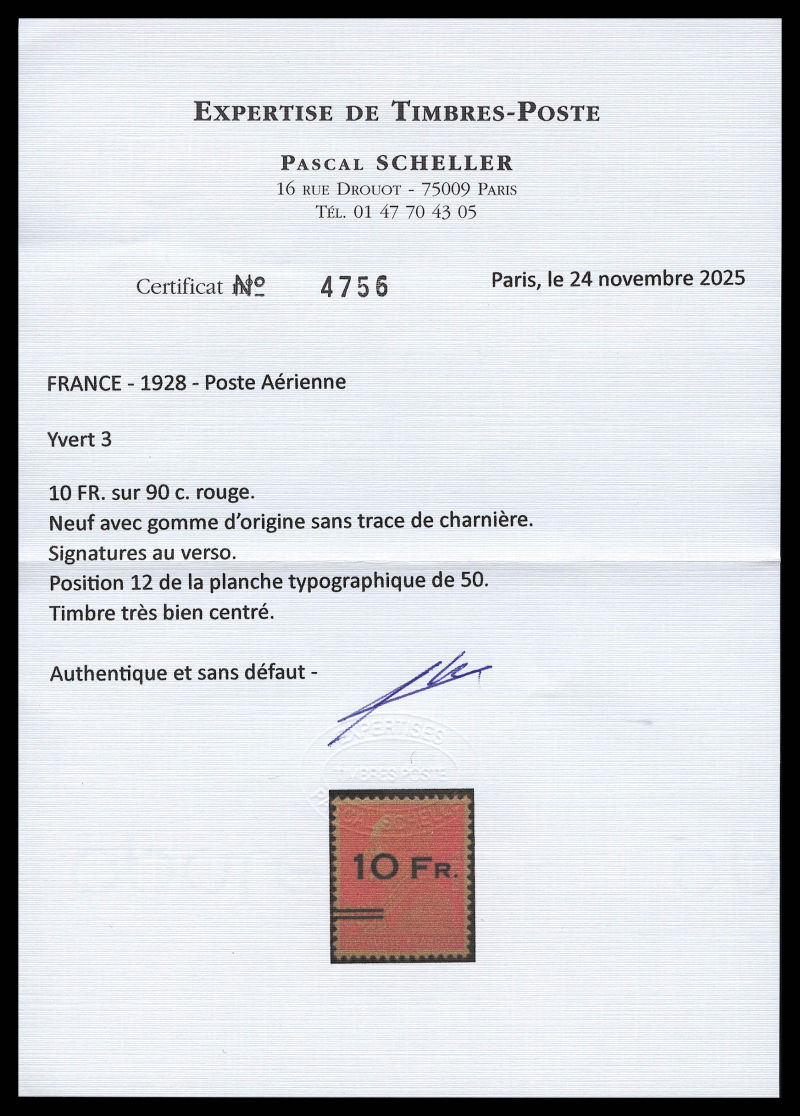 EXPERTISE DE TIMBRES-POSTE
PASCAL SCHELLER
16 RUE DROUOT - 75009 PARIS
TÉL. 01 47 70 43 05
Certificat Nº 4756
Paris, le 24 novembre 2025
FRANCE - 1928 - Poste Aérienne
Yvert 3
10 FR. sur 90 c. rouge.
Neuf avec gomme d'origine sans trace de charnière.
Signatures au verso.
Position 12 de la planche typographique de 50.
Timbre très bien centré.
Authentique et sans défaut -
EXPERTISES
TIMBRES POSTE
10 FR.